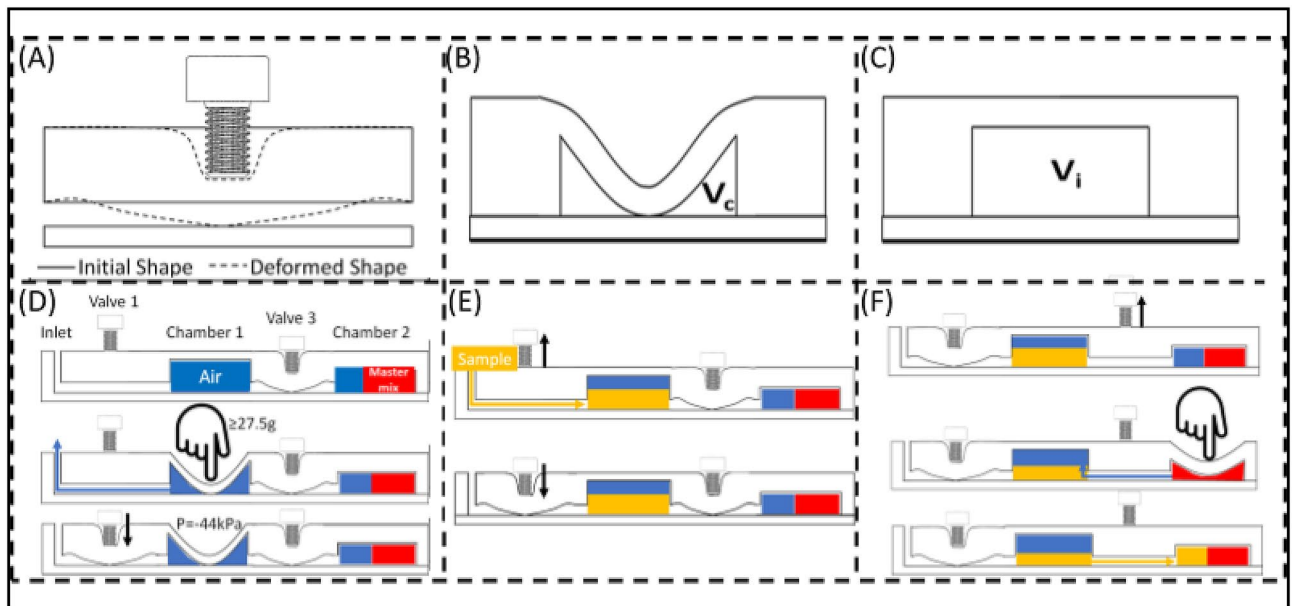 (A)
Initial Shape
Deformed Shape
(B)
Vc
(C)
Vi
(D)
Valve 1
Inlet
Chamber 1
Valve 3
Chamber 2
Air
Master
mix
≥27.5g
P=-44kPa
(E)
Sample
(F)